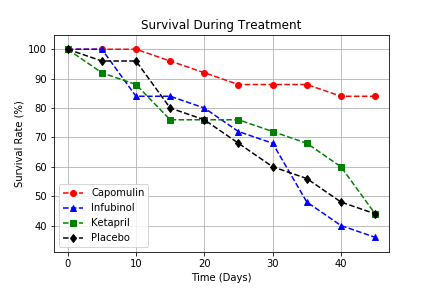 Survival During Treatment
100
90
80
70
60
50
40
Survival Rate (%)
Capomulin
Infubinol
Ketapril
Placebo
0
10
20
30
40
Time (Days)